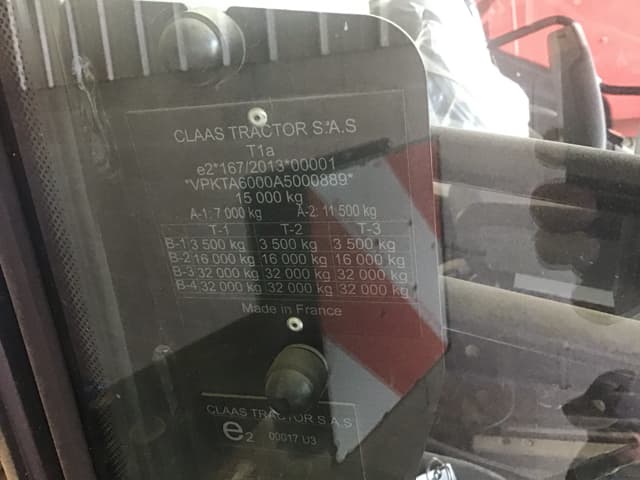 CLAAS TRACTOR S.A.S
T1a
e2*167/2013*00001
*VPKTA6000A5000889*
15 000 kg
A-1: 7 000 kg A-2: 11 500 kg
T-1 T-2 T-3
B-1 3 500 kg 3 500 kg 3 500 kg
B-2 16 000 kg 16 000 kg 16 000 kg
B-3 32 000 kg 32 000 kg 32 000 kg
B-4 32 000 kg 32 000 kg 32 000 kg
Made in France
CLAAS TRACTOR S.A.S
e2 00017 U3